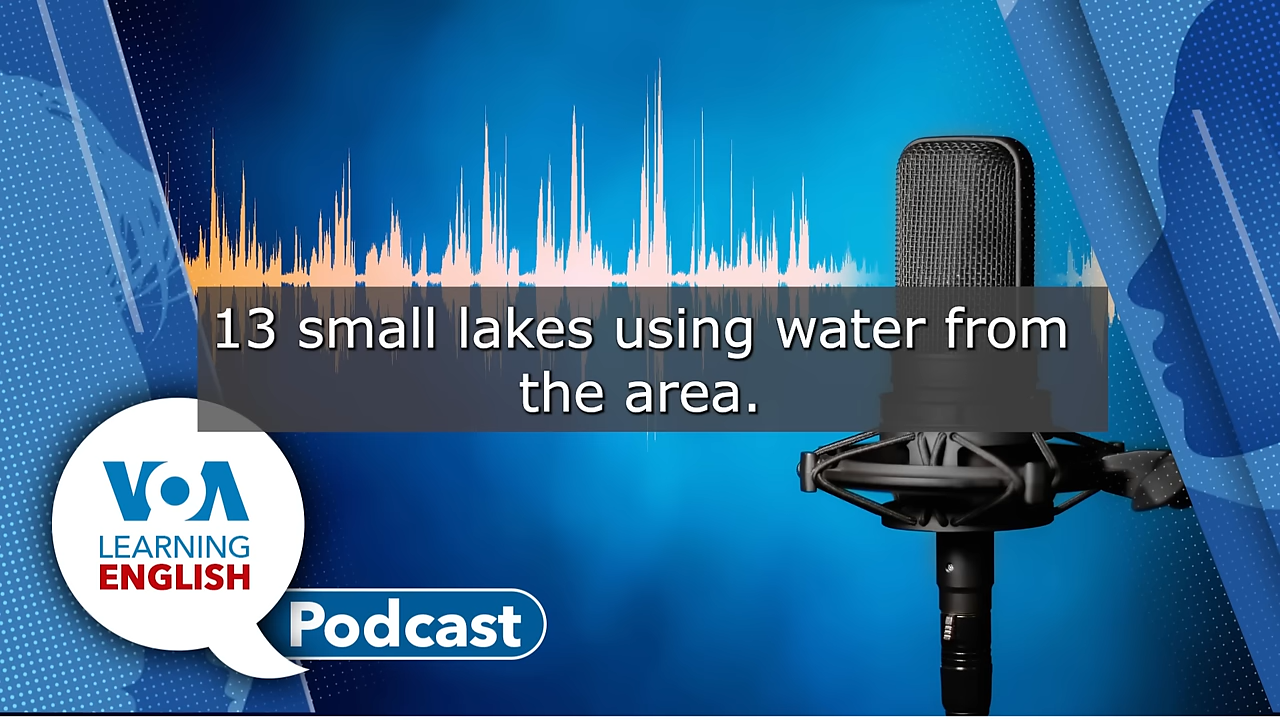 13 small lakes using water from
the area.
VOA
LEARNING
ENGLISH
Podcast